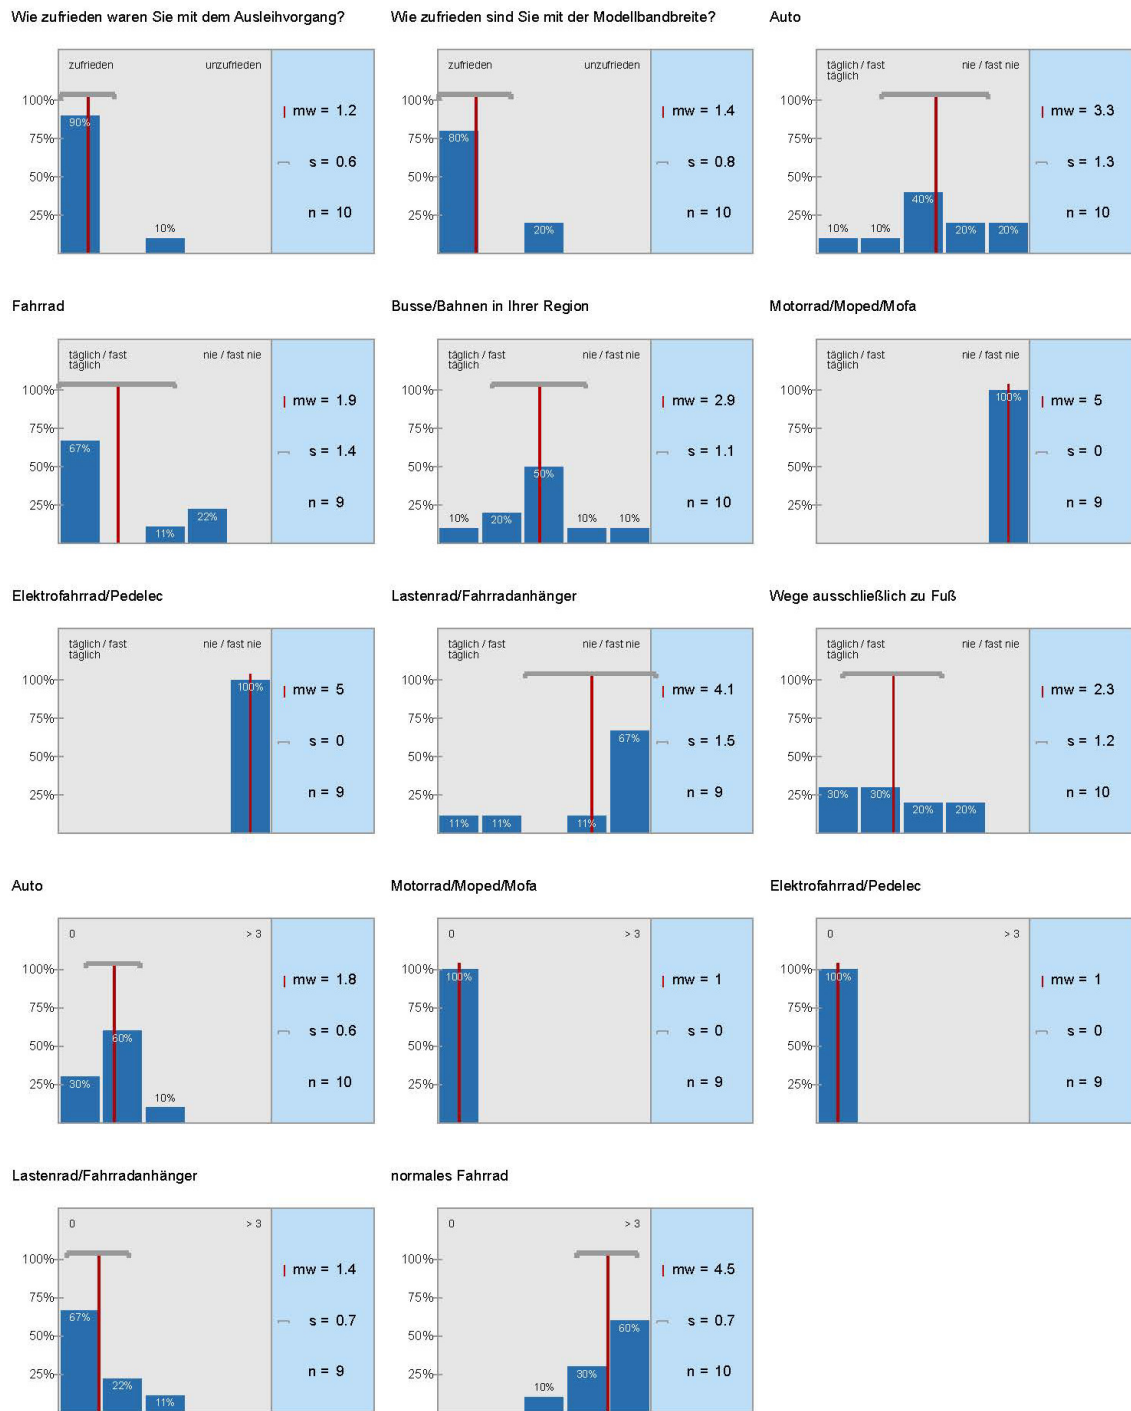 Wie zufrieden waren Sie mit dem Ausleihvorgang?
zufrieden
unzufrieden
100%
75%
50%
25%
90%
10%
mw = 1.2
s = 0.6
n = 10
Wie zufrieden sind Sie mit der Modellbandbreite?
zufrieden
unzufrieden
100%
75%
50%
25%
80%
20%
mw = 1.4
s = 0.8
n = 10
Auto
täglich / fast
täglich
nie / fast nie
100%
75%
50%
25%
10%
10%
40%
20%
20%
mw = 3.3
s = 1.3
n = 10
Fahrrad
täglich / fast
täglich
nie / fast nie
100%
75%
50%
25%
67%
11%
22%
mw = 1.9
s = 1.4
n = 9
Busse/Bahnen in Ihrer Region
täglich / fast
täglich
nie / fast nie
100%
75%
50%
25%
10%
20%
50%
10%
10%
mw = 2.9
s = 1.1
n = 10
Motorrad/Moped/Mofa
täglich / fast
täglich
nie / fast nie
100%
75%
50%
25%
100%
mw = 5
s = 0
n = 9
Elektrofahrrad/Pedelec
täglich / fast
täglich
nie / fast nie
100%
75%
50%
25%
100%
mw = 5
s = 0
n = 9
Lastenrad/Fahrradanhänger
täglich / fast
täglich
nie / fast nie
100%
75%
50%
25%
11%
11%
11%
67%
mw = 4.1
s = 1.5
n = 9
Wege ausschließlich zu Fuß
täglich / fast
täglich
nie / fast nie
100%
75%
50%
25%
30%
30%
20%
20%
mw = 2.3
s = 1.2
n = 10
Auto
0
> 3
100%
75%
50%
25%
30%
60%
10%
mw = 1.8
s = 0.6
n = 10
Motorrad/Moped/Mofa
0
> 3
100%
75%
50%
25%
100%
mw = 1
s = 0
n = 9
Elektrofahrrad/Pedelec
0
> 3
100%
75%
50%
25%
100%
mw = 1
s = 0
n = 9
Lastenrad/Fahrradanhänger
0
> 3
100%
75%
50%
25%
67%
22%
11%
mw = 1.4
s = 0.7
n = 9
normales Fahrrad
0
> 3
100%
75%
50%
25%
10%
30%
60%
mw = 4.5
s = 0.7
n = 10